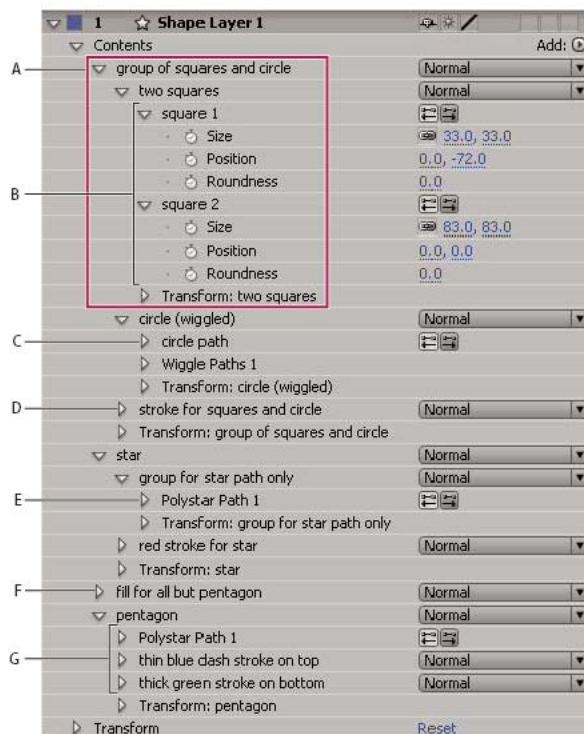 1 Shape Layer 1
Contents Add:
A group of squares and circle Normal
two squares Normal
square 1
Size 33.0, 33.0
Position 0.0, -72.0
Roundness 0.0
B square 2
Size 83.0, 83.0
Position 0.0, 0.0
Roundness 0.0
Transform: two squares
circle (wiggled) Normal
C circle path
Wiggle Paths 1
Transform: circle (wiggled)
D stroke for squares and circle Normal
Transform: group of squares and circle
star Normal
group for star path only Normal
E Polystar Path 1
Transform: group for star path only
red stroke for star Normal
Transform: star
F fill for all but pentagon Normal
pentagon Normal
Polystar Path 1
G thin blue dash stroke on top Normal
thick green stroke on bottom Normal
Transform: pentagon
Transform Reset